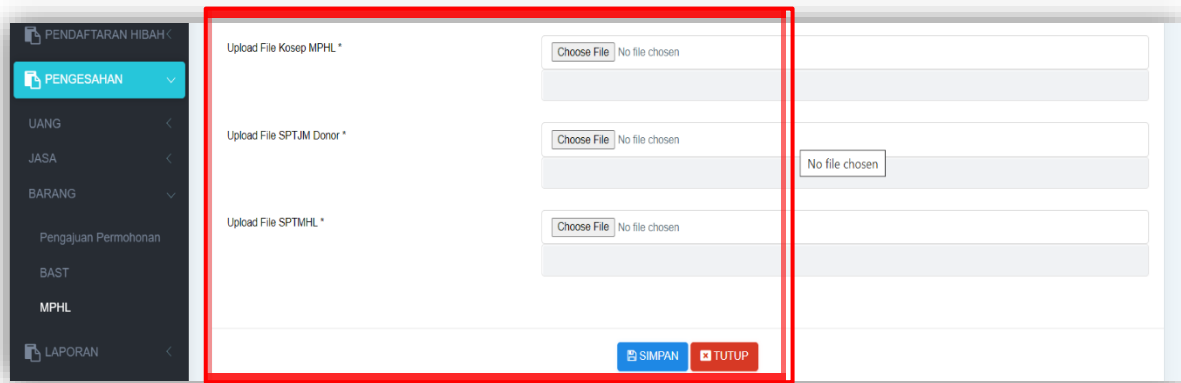 PENDAFTARAN HIBAH
PENGESAHAN
UANG
JASA
BARANG
Pengajuan Permohonan
BAST
MPHL
LAPORAN
Upload File Kosep MPHL *
Choose File No file chosen
Upload File SPTJM Donor *
Choose File No file chosen
No file chosen
Upload File SPTMHL *
Choose File No file chosen
SIMPAN
TUTUP